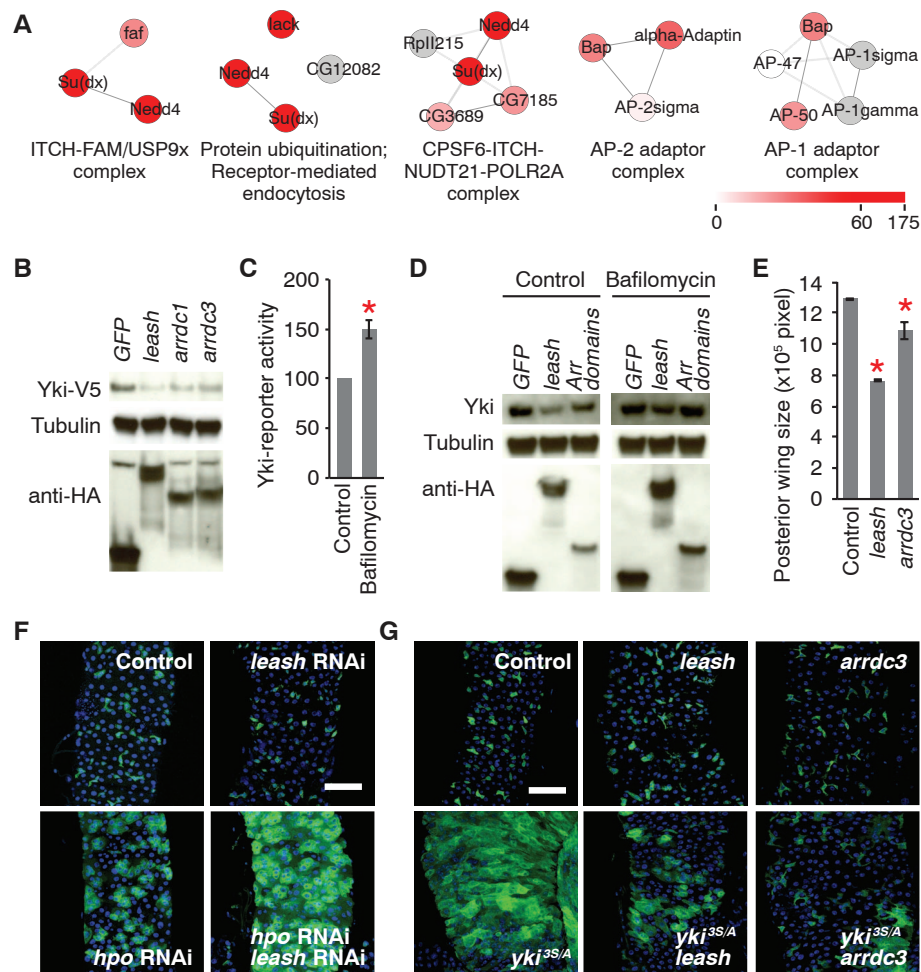 A
faf
Su(dx)
Nedd4
ITCH-FAM/USP9x
complex
lack
Nedd4
CG12082
Su(dx)
Protein ubiquitination;
Receptor-mediated
endocytosis
Nedd4
RpII215
Su(dx)
CG7185
CG3689
CPSF6-ITCH-
NUDT21-POLR2A
complex
Bap
alpha-Adaptin
AP-2sigma
AP-2 adaptor
complex
Bap
AP-47
AP-1sigma
AP-50
AP-1gamma
AP-1 adaptor
complex
0 60 175
B
GFP
leash
arrdc1
arrdc3
Yki-V5
Tubulin
anti-HA
C
Yki-reporter activity
200
150
100
50
0
*
Control
Bafilomycin
D
Control Bafilomycin
GFP
leash
Arr
domains
GFP
leash
Arr
domains
Yki
Tubulin
anti-HA
E
Posterior wing size (x10⁵ pixel)
13
12
10
8
6
4
2
0
*
*
Control
leash
arrdc3
F
Control
leash RNAi
hpo RNAi
hpo RNAi
leash RNAi
G
Control
leash
arrdc3
yki3S/A
yki3S/A
leash
yki3S/A
arrdc3